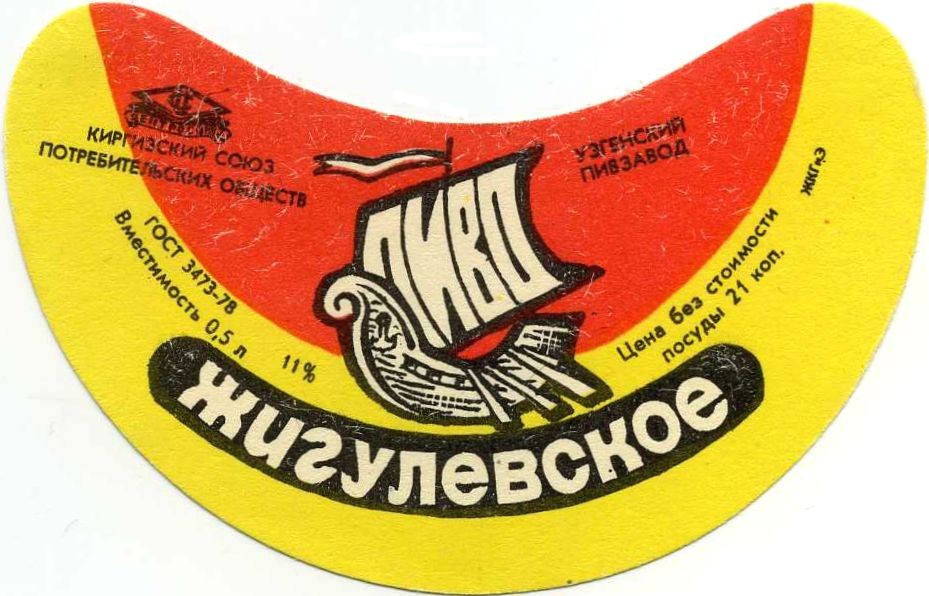 КИРГИЗСКИЙ СОЮЗ
ПОТРЕБИТЕЛЬСКИХ ОБЩЕСТВ
УЗГЕНСКИЙ
ПИВЗАВОД
ГОСТ 3473-78
Вместимость 0,5 л
11%
ПИВО
Цена без стоимости
посуды 21 коп.
ЖИГУЛЕВСКОЕ